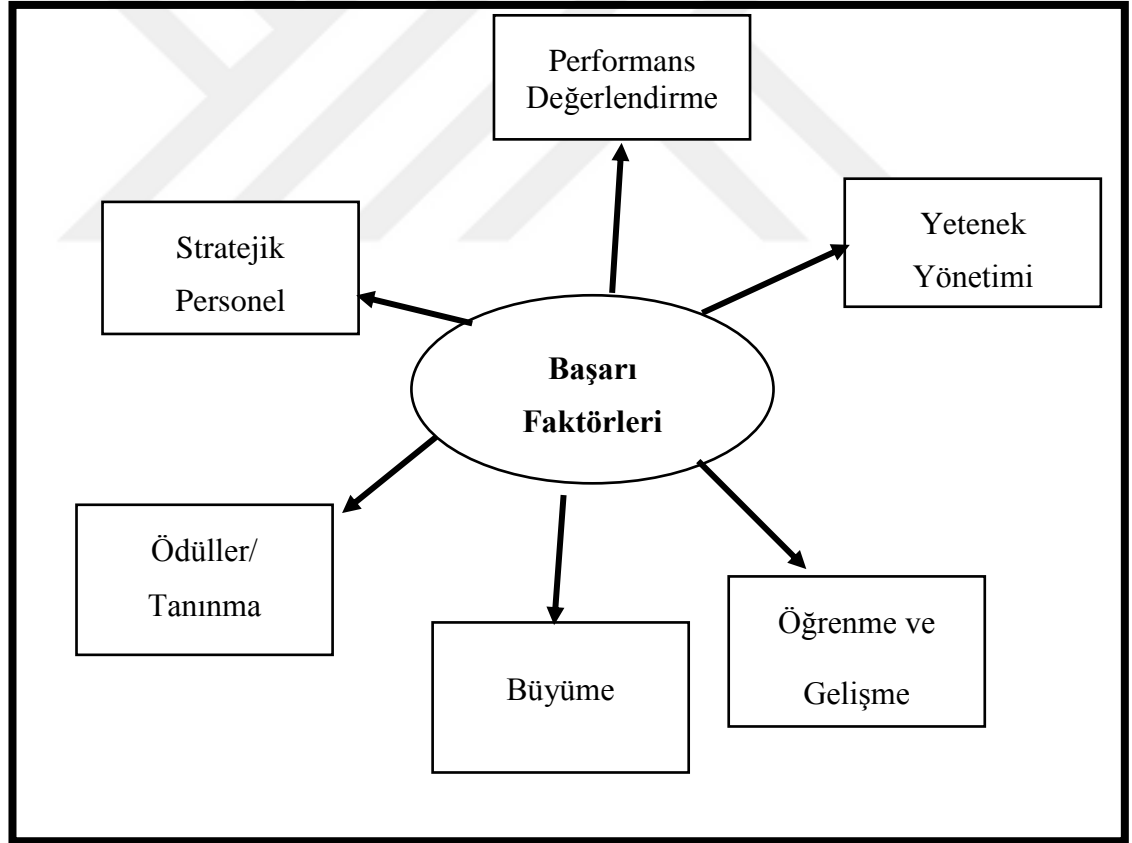 Performans
Değerlendirme
Yetenek
Yönetimi
Stratejik
Personel
Başarı
Faktörleri
Ödüller/
Tanınma
Büyüme
Öğrenme ve
Gelişme